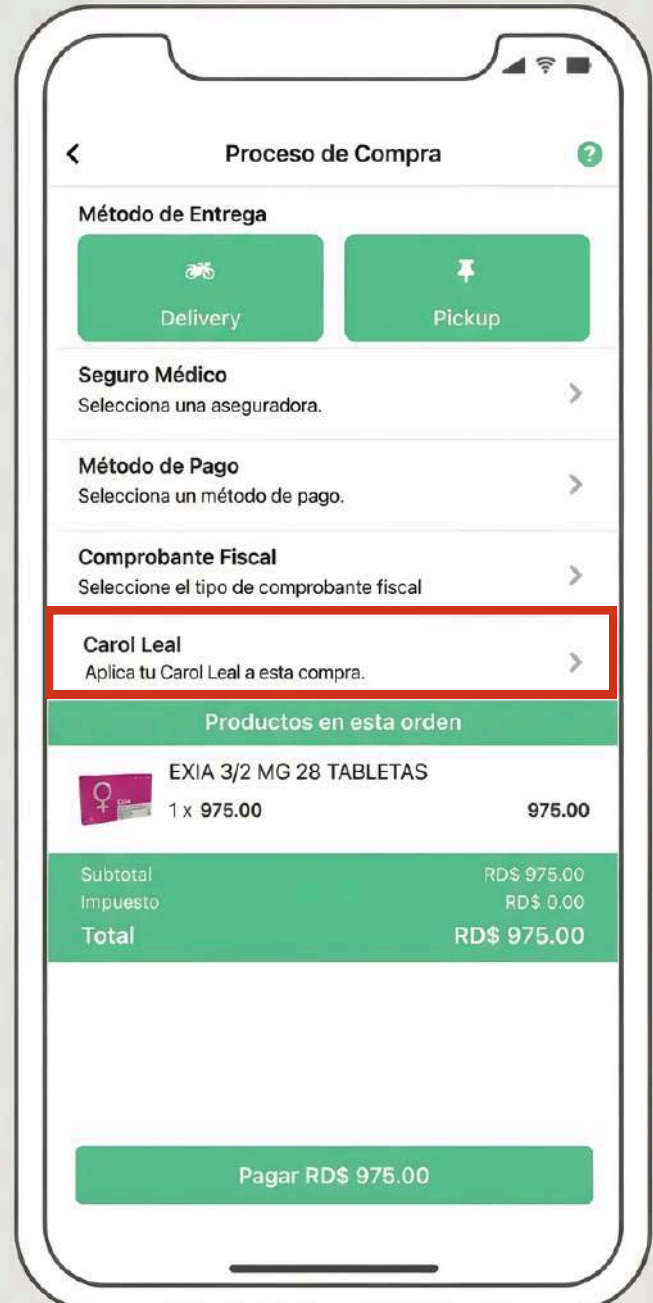 Proceso de Compra ?
Método de Entrega
Delivery Pickup
Seguro Médico
Selecciona una aseguradora.
Método de Pago
Selecciona un método de pago.
Comprobante Fiscal
Seleccione el tipo de comprobante fiscal
Carol Leal
Aplica tu Carol Leal a esta compra.
Productos en esta orden
EXIA 3/2 MG 28 TABLETAS
1 x 975.00 975.00
Subtotal RD$ 975.00
Impuesto RD$ 0.00
Total RD$ 975.00
Pagar RD$ 975.00